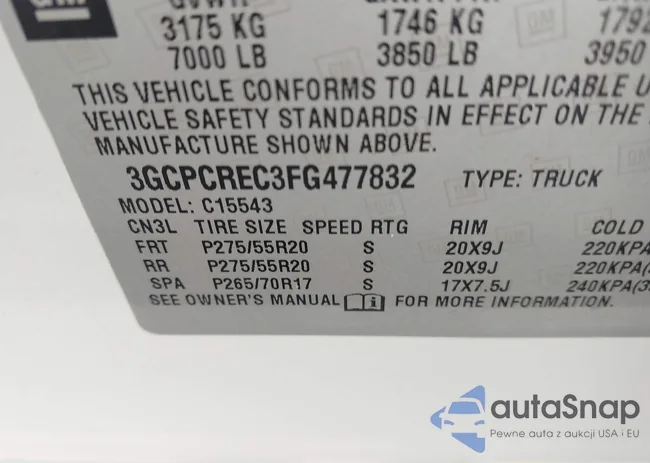 GM
3175 KG 1746 KG 1792
7000 LB 3850 LB 3950
THIS VEHICLE CONFORMS TO ALL APPLICABLE U
VEHICLE SAFETY STANDARDS IN EFFECT ON THE
MANUFACTURE SHOWN ABOVE.
3GCPCREC3FG477832 TYPE: TRUCK
MODEL: C15543
CN3L TIRE SIZE SPEED RTG RIM COLD
FRT P275/55R20 S 20X9J 220KPA
RR P275/55R20 S 20X9J 220KPA(
SPA P265/70R17 S 17X7.5J 240KPA(3
SEE OWNER'S MANUAL FOR MORE INFORMATION.
autaSnap
Pewne auta z aukcji USA i EU